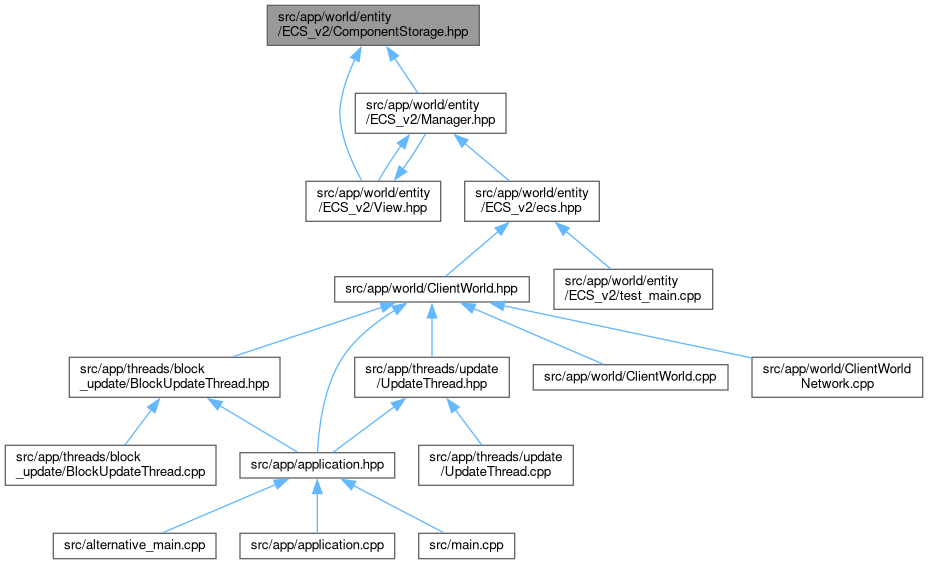 src/app/world/entity
/ECS_v2/ComponentStorage.hpp
src/app/world/entity
/ECS_v2/Manager.hpp
src/app/world/entity
/ECS_v2/View.hpp
src/app/world/entity
/ECS_v2/ecs.hpp
src/app/world/ClientWorld.hpp
src/app/world/entity
/ECS_v2/test_main.cpp
src/app/threads/block
_update/BlockUpdateThread.hpp
src/app/threads/update
/UpdateThread.hpp
src/app/world/ClientWorld.cpp
src/app/world/ClientWorld
Network.cpp
src/app/threads/block
_update/BlockUpdateThread.cpp
src/app/application.hpp
src/app/threads/update
/UpdateThread.cpp
src/alternative_main.cpp
src/app/application.cpp
src/main.cpp